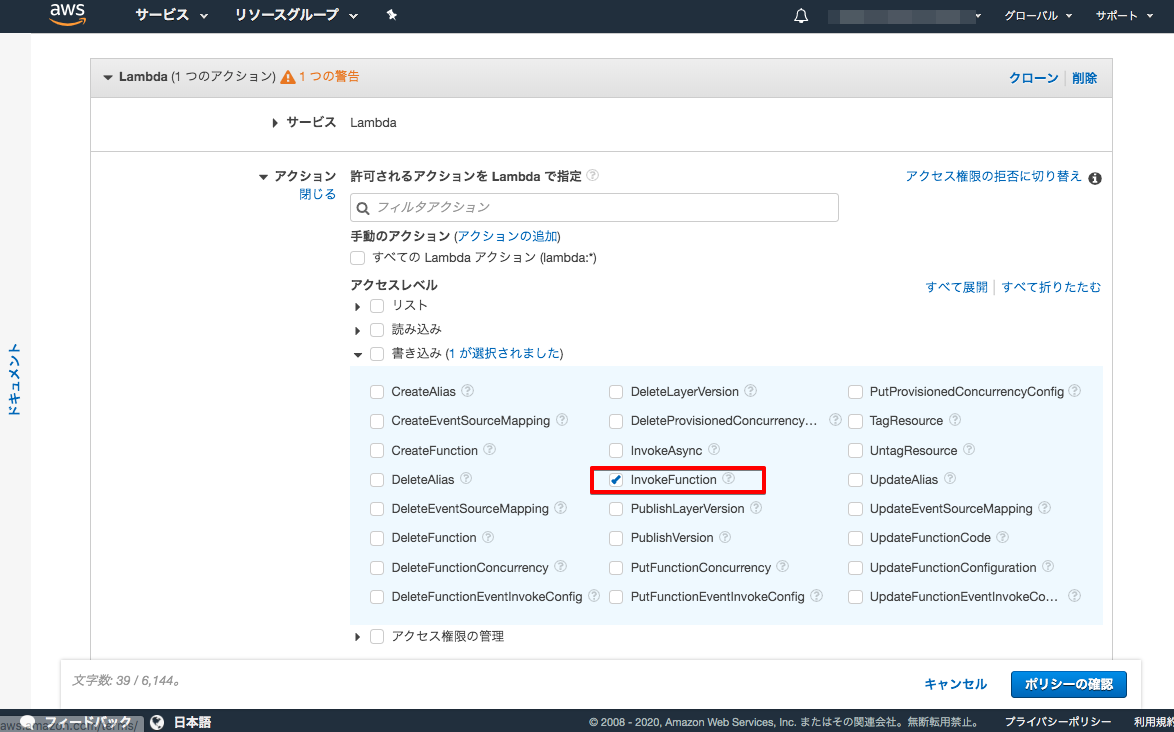 aws サービス リソースグループ グローバル サポート
Lambda (1 つのアクション) 1 つの警告 クローン 削除
サービス Lambda
アクション 許可されるアクションを Lambda で指定 アクセス権限の拒否に切り替え
閉じる
フィルタアクション
手動のアクション (アクションの追加)
すべての Lambda アクション (lambda:*)
アクセスレベル すべて展開 すべて折りたたむ
リスト
読み込み
書き込み (1 が選択されました)
CreateAlias DeleteLayerVersion PutProvisionedConcurrencyConfig
CreateEventSourceMapping DeleteProvisionedConcurrency... TagResource
CreateFunction InvokeAsync UntagResource
DeleteAlias InvokeFunction UpdateAlias
DeleteEventSourceMapping PublishLayerVersion UpdateEventSourceMapping
DeleteFunction PublishVersion UpdateFunctionCode
DeleteFunctionConcurrency PutFunctionConcurrency UpdateFunctionConfiguration
DeleteFunctionEventInvokeConfig PutFunctionEventInvokeConfig UpdateFunctionEventInvokeCo...
アクセス権限の管理
ドキュメント
文字数: 39 / 6,144。 キャンセル ポリシーの確認
フィードバック 日本語 © 2008 - 2020, Amazon Web Services, Inc. またはその関連会社。無断転用禁止。 プライバシーポリシー 利用規約
aws.amazon.com/terms/